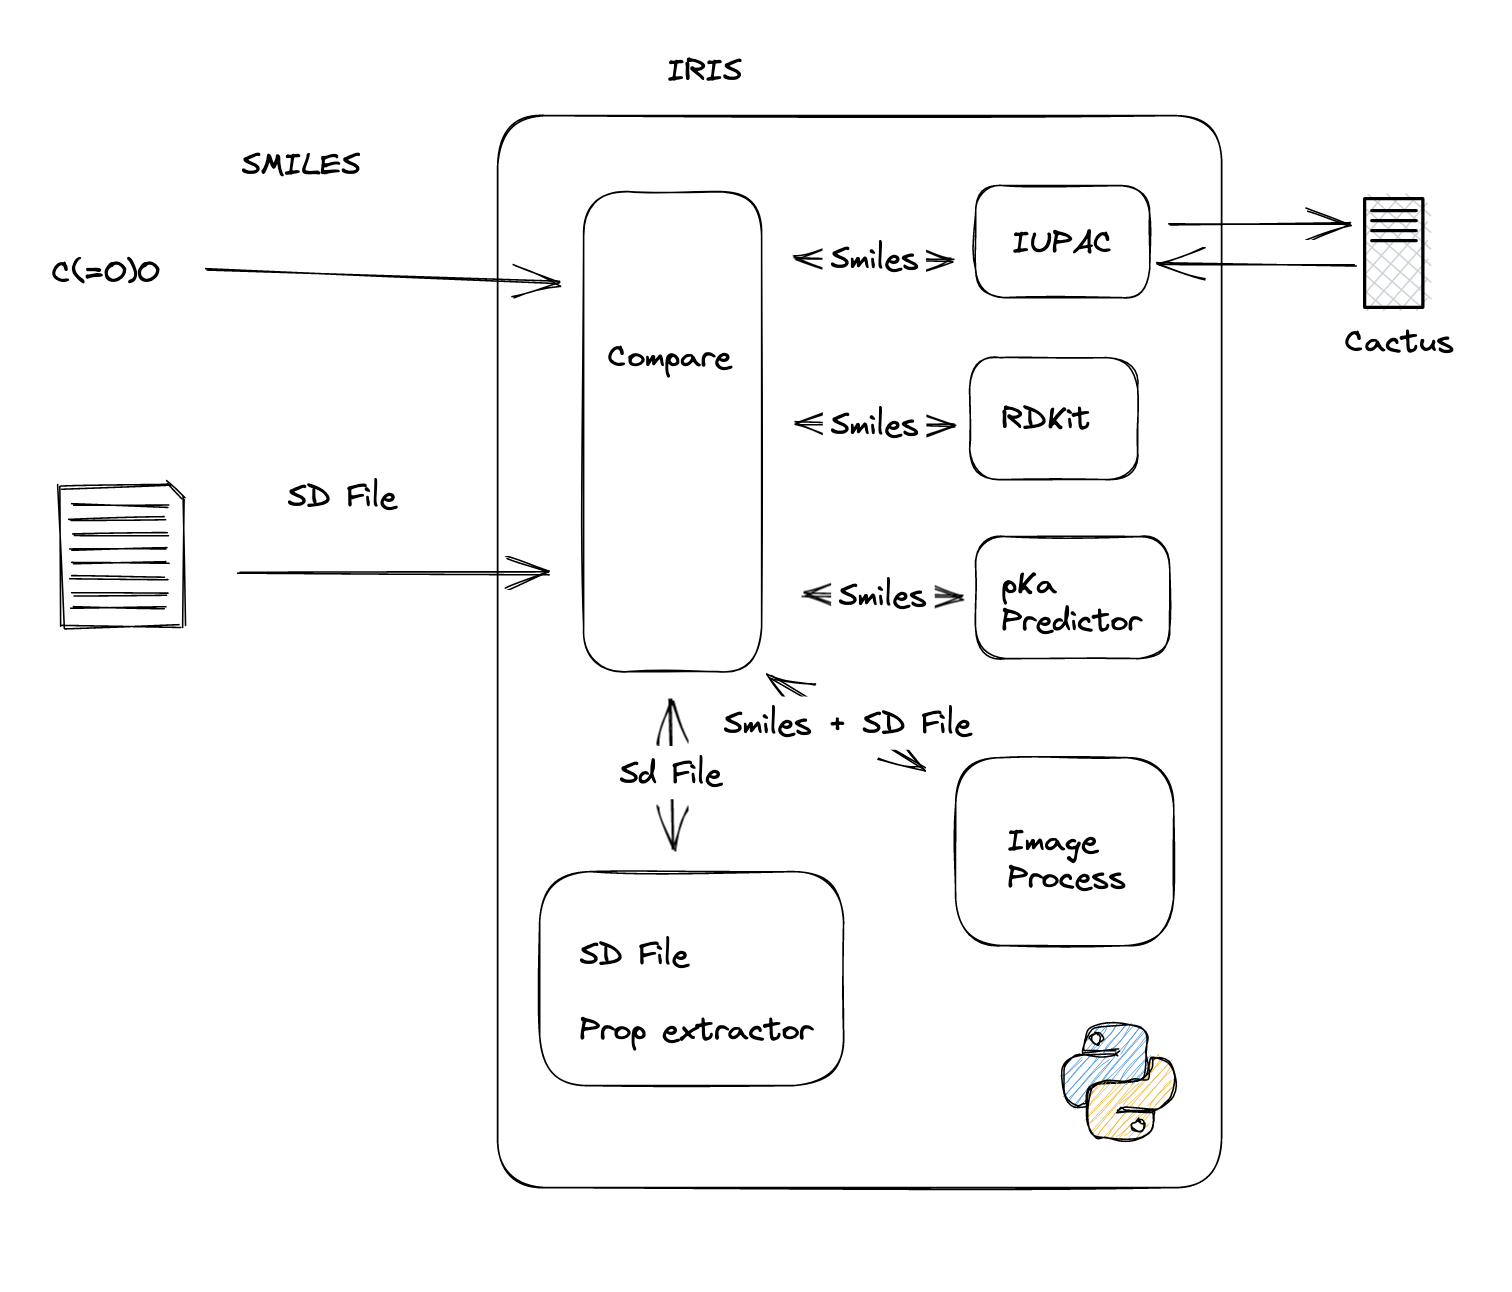 IRIS
SMILES
C(=O)O
Compare
Smiles
IUPAC
Cactus
Smiles
RDKit
SD File
Smiles
pKa
Predictor
Smiles + SD File
Sd File
Image
Process
SD File
Prop extractor